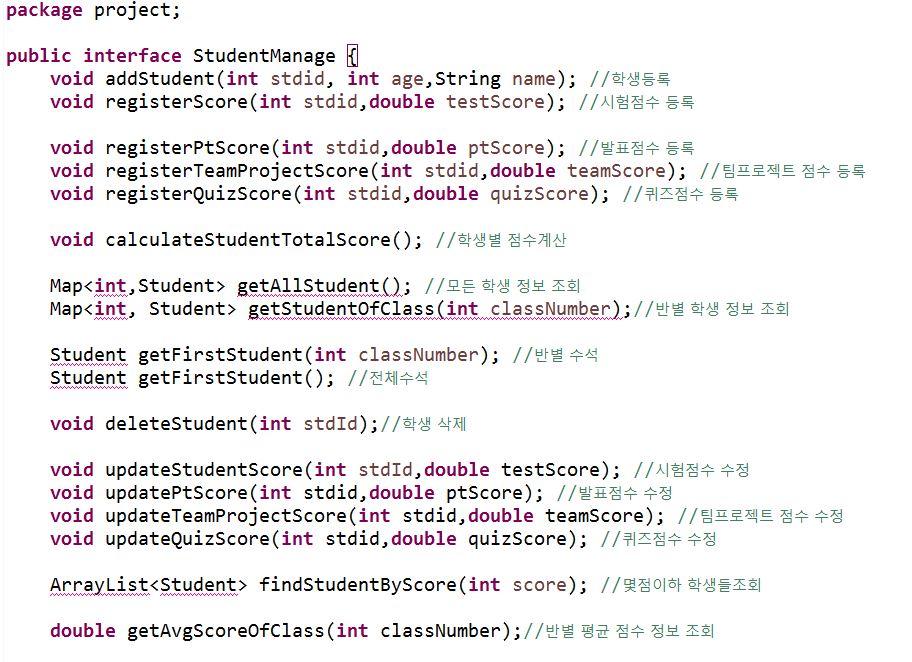 package project;
public interface StudentManage {
void addStudent(int stdid, int age,String name); //학생등록
void registerScore(int stdid,double testScore); //시험점수 등록
void registerPtScore(int stdid,double ptScore); //발표점수 등록
void registerTeamProjectScore(int stdid,double teamScore); //팀프로젝트 점수 등록
void registerQuizScore(int stdid,double quizScore); //퀴즈점수 등록
void calculateStudentTotalScore(); //학생별 점수계산
Map<int,Student> getAllStudent(); //모든 학생 정보 조회
Map<int, Student> getStudentOfClass(int classNumber);//반별 학생 정보 조회
Student getFirstStudent(int classNumber); //반별 수석
Student getFirstStudent(); //전체수석
void deleteStudent(int stdId);//학생 삭제
void updateStudentScore(int stdId,double testScore); //시험점수 수정
void updatePtScore(int stdid,double ptScore); //발표점수 수정
void updateTeamProjectScore(int stdid,double teamScore); //팀프로젝트 점수 수정
void updateQuizScore(int stdid,double quizScore); //퀴즈점수 수정
ArrayList<Student> findStudentByScore(int score); //몇점이하 학생들조회
double getAvgScoreOfClass(int classNumber);//반별 평균 점수 정보 조회